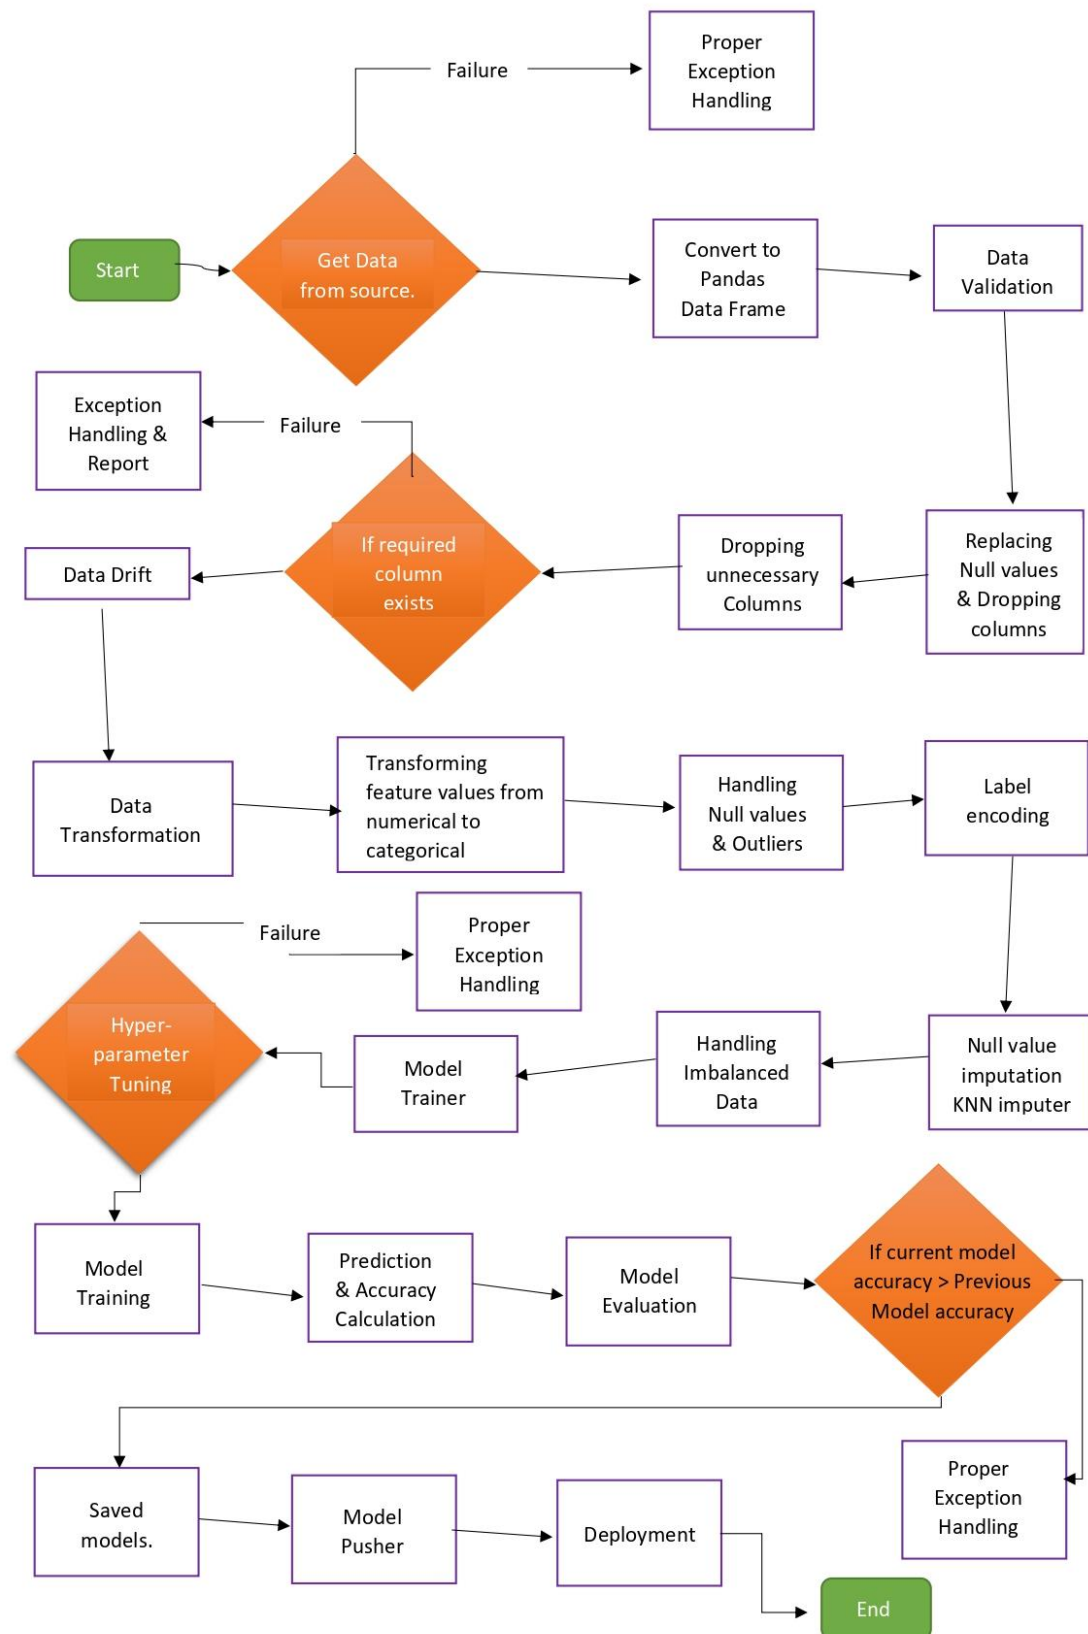 Failure
Proper
Exception
Handling
Start
Get Data
from source.
Convert to
Pandas
Data Frame
Data
Validation
Exception
Handling &
Report
Failure
Data Drift
If required
column
exists
Dropping
unnecessary
Columns
Replacing
Null values
& Dropping
columns
Data
Transformation
Transforming
feature values from
numerical to
categorical
Handling
Null values
& Outliers
Label
encoding
Failure
Proper
Exception
Handling
Hyper-
parameter
Tuning
Model
Trainer
Handling
Imbalanced
Data
Null value
imputation
KNN imputer
Model
Training
Prediction
& Accuracy
Calculation
Model
Evaluation
If current model
accuracy > Previous
Model accuracy
Saved
models.
Model
Pusher
Deployment
Proper
Exception
Handling
End